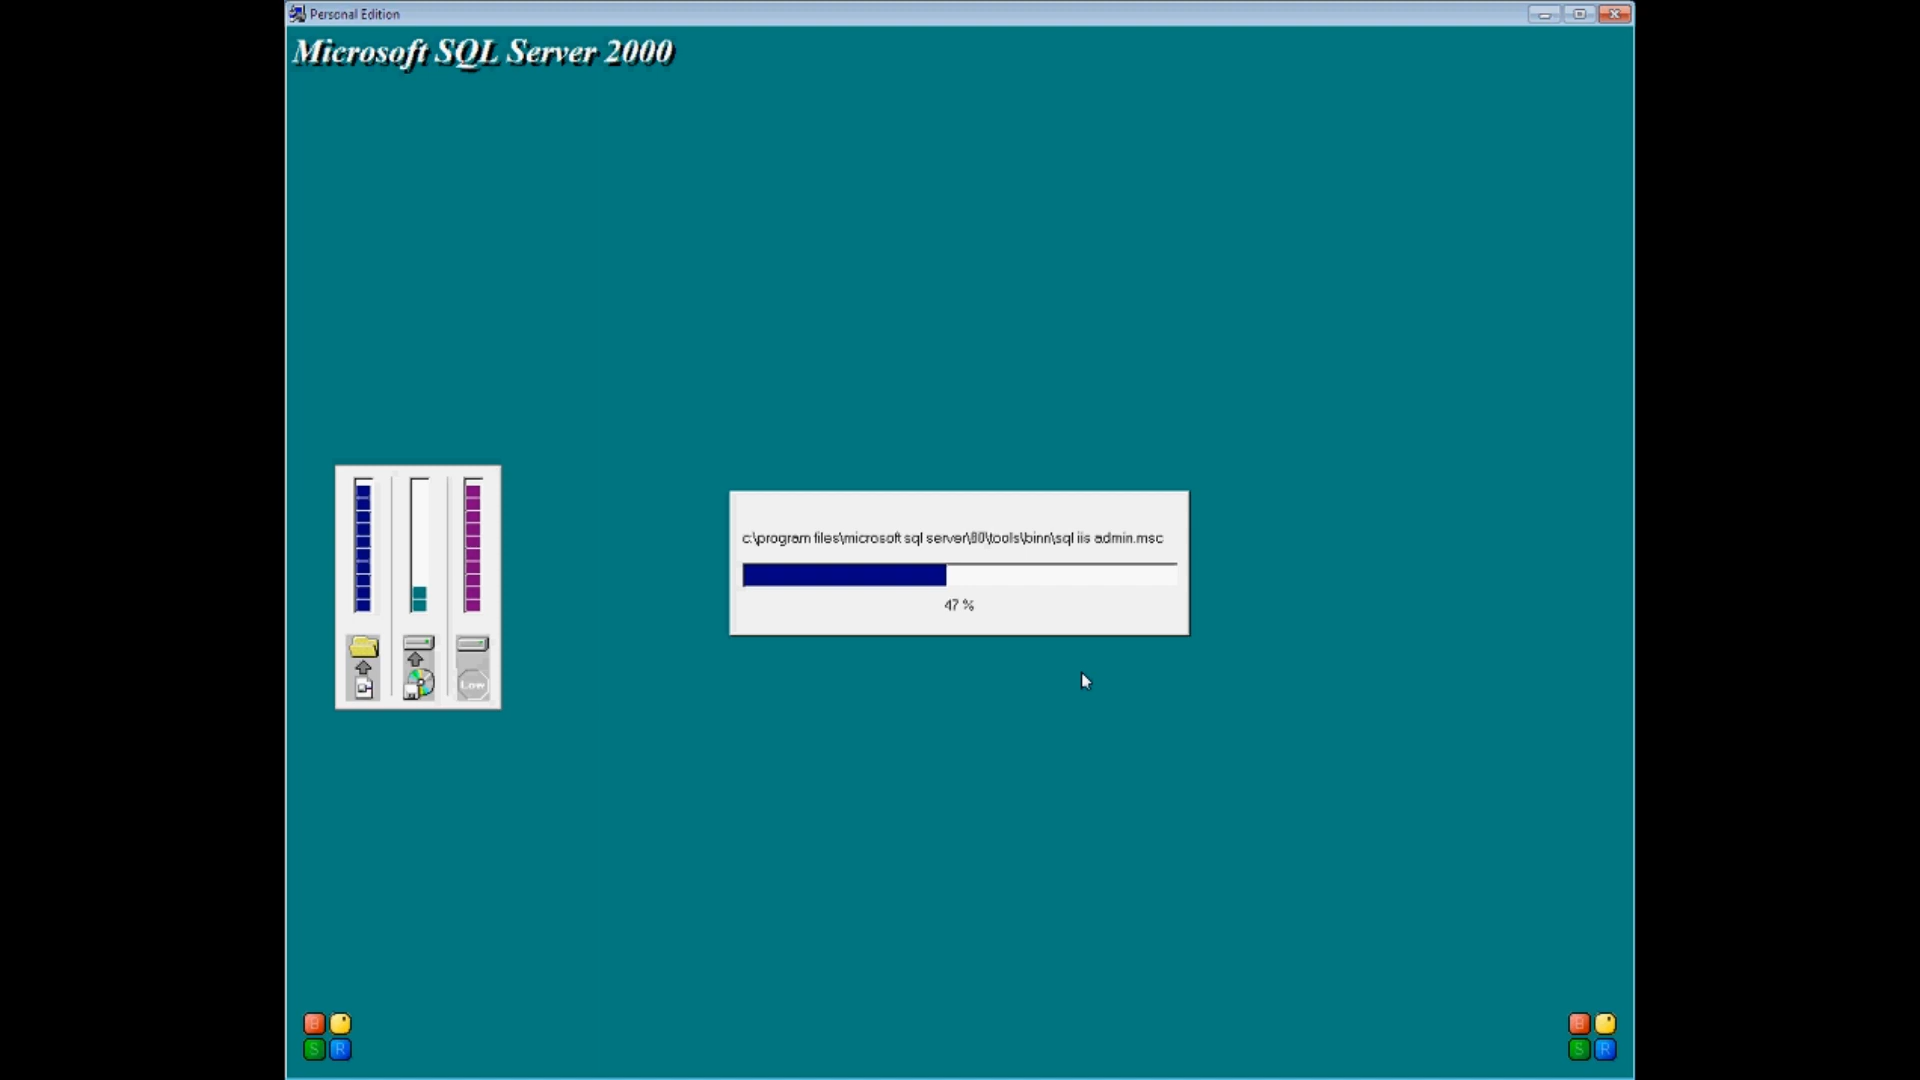 Personal Edition
Microsoft SQL Server 2000
c:\program files\microsoft sql server\80\tools\binn\sql iis admin.msc
47 %
Low
B
S R
B
S R